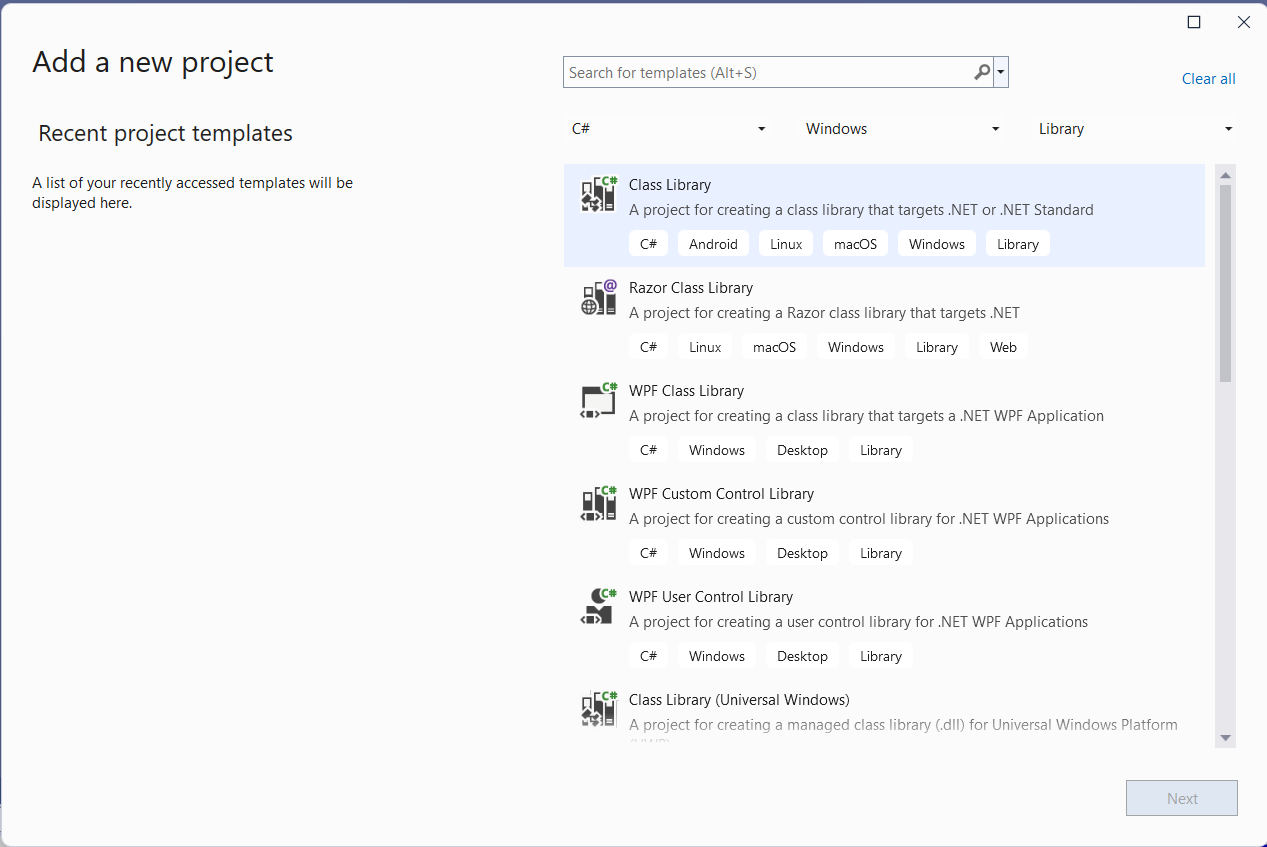 Add a new project
Search for templates (Alt+S)
Clear all
Recent project templates
A list of your recently accessed templates will be
displayed here.
C# Windows Library
Class Library
A project for creating a class library that targets .NET or .NET Standard
C# Android Linux macOS Windows Library
Razor Class Library
A project for creating a Razor class library that targets .NET
C# Linux macOS Windows Library Web
WPF Class Library
A project for creating a class library that targets a .NET WPF Application
C# Windows Desktop Library
WPF Custom Control Library
A project for creating a custom control library for .NET WPF Applications
C# Windows Desktop Library
WPF User Control Library
A project for creating a user control library for .NET WPF Applications
C# Windows Desktop Library
Class Library (Universal Windows)
A project for creating a managed class library (.dll) for Universal Windows Platform
Next